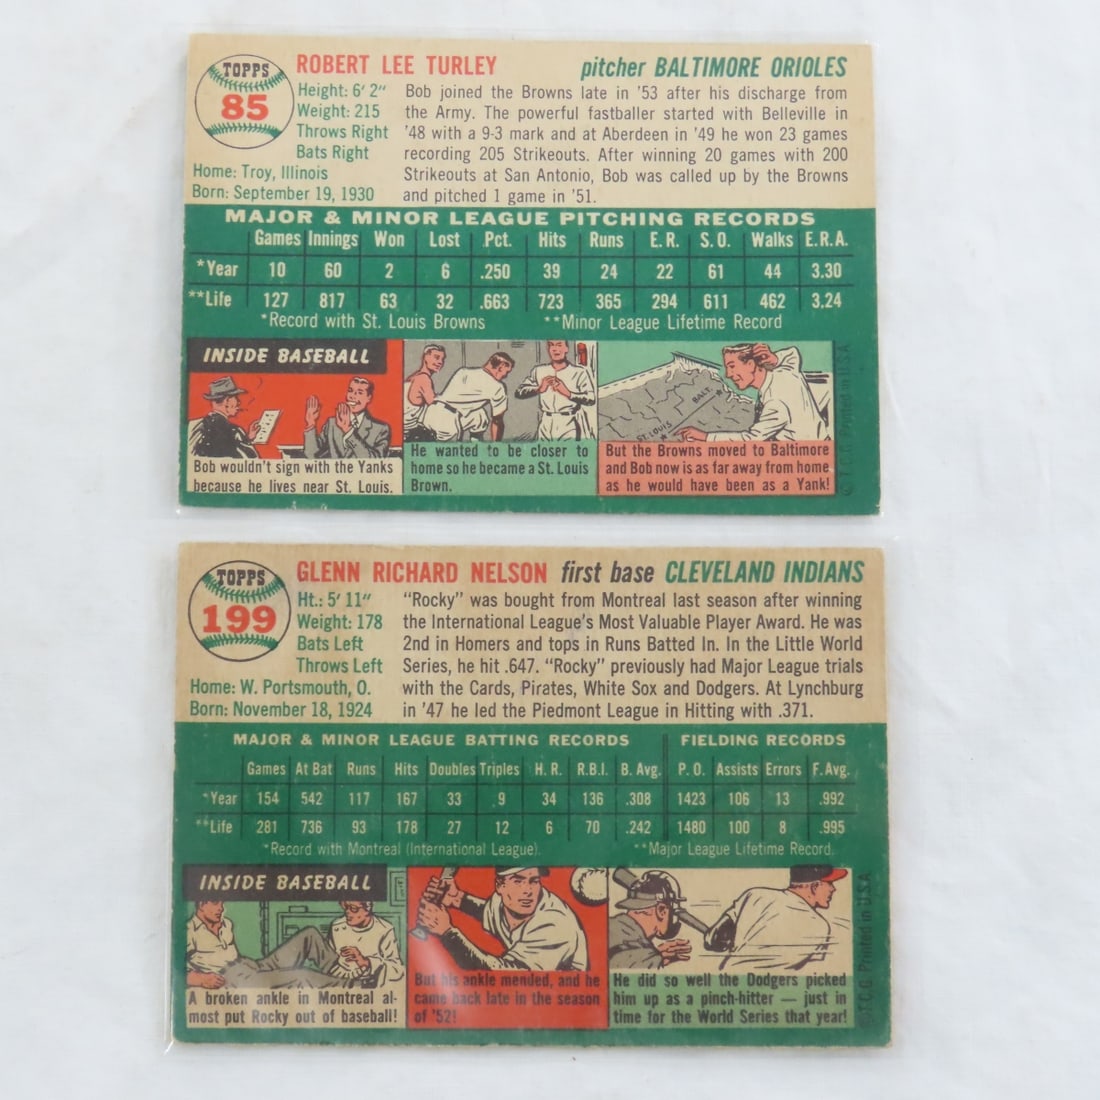 TOPPS
85
ROBERT LEE TURLEY
pitcher BALTIMORE ORIOLES
Height: 6' 2"
Weight: 215
Throws Right
Bats Right
Home: Troy, Illinois
Born: September 19, 1930
Bob joined the Browns late in '53 after his discharge from
the Army. The powerful fastballer started with Belleville in
'48 with a 9-3 mark and at Aberdeen in '49 he won 23 games
recording 205 Strikeouts. After winning 20 games with 200
Strikeouts at San Antonio, Bob was called up by the Browns
and pitched 1 game in '51.
MAJOR & MINOR LEAGUE PITCHING RECORDS
Games Innings Won Lost Pct. Hits Runs E.R. S.O. Walks E.R.A.
*Year 10 60 2 6 .250 39 24 22 61 44 3.30
**Life 127 817 63 32 .663 723 365 294 611 462 3.24
*Record with St. Louis Browns **Minor League Lifetime Record
INSIDE BASEBALL
Bob wouldn't sign with the Yanks
because he lives near St. Louis.
He wanted to be closer to
home so he became a St. Louis
Brown.
BALT.
ST. LOUIS
But the Browns moved to Baltimore
and Bob now is as far away from home
as he would have been as a Yank!
© T.C.G. Printed in U.S.A.
TOPPS
199
GLENN RICHARD NELSON first base CLEVELAND INDIANS
Ht.: 5' 11"
Weight: 178
Bats Left
Throws Left
Home: W. Portsmouth, O.
Born: November 18, 1924
"Rocky" was bought from Montreal last season after winning
the International League's Most Valuable Player Award. He was
2nd in Homers and tops in Runs Batted In. In the Little World
Series, he hit .647. "Rocky" previously had Major League trials
with the Cards, Pirates, White Sox and Dodgers. At Lynchburg
in '47 he led the Piedmont League in Hitting with .371.
MAJOR & MINOR LEAGUE BATTING RECORDS FIELDING RECORDS
Games At Bat Runs Hits Doubles Triples H. R. R.B.I. B. Avg. P. O. Assists Errors F. Avg.
*Year 154 542 117 167 33 9 34 136 .308 1423 106 13 .992
**Life 281 736 93 178 27 12 6 70 .242 1480 100 8 .995
*Record with Montreal (International League). **Major League Lifetime Record.
INSIDE BASEBALL
A broken ankle in Montreal al-
most put Rocky out of baseball!
But his ankle mended, and he
came back late in the season
of '52!
He did so well the Dodgers picked
him up as a pinch-hitter — just in
time for the World Series that year!
© T.C.G. Printed in U.S.A.